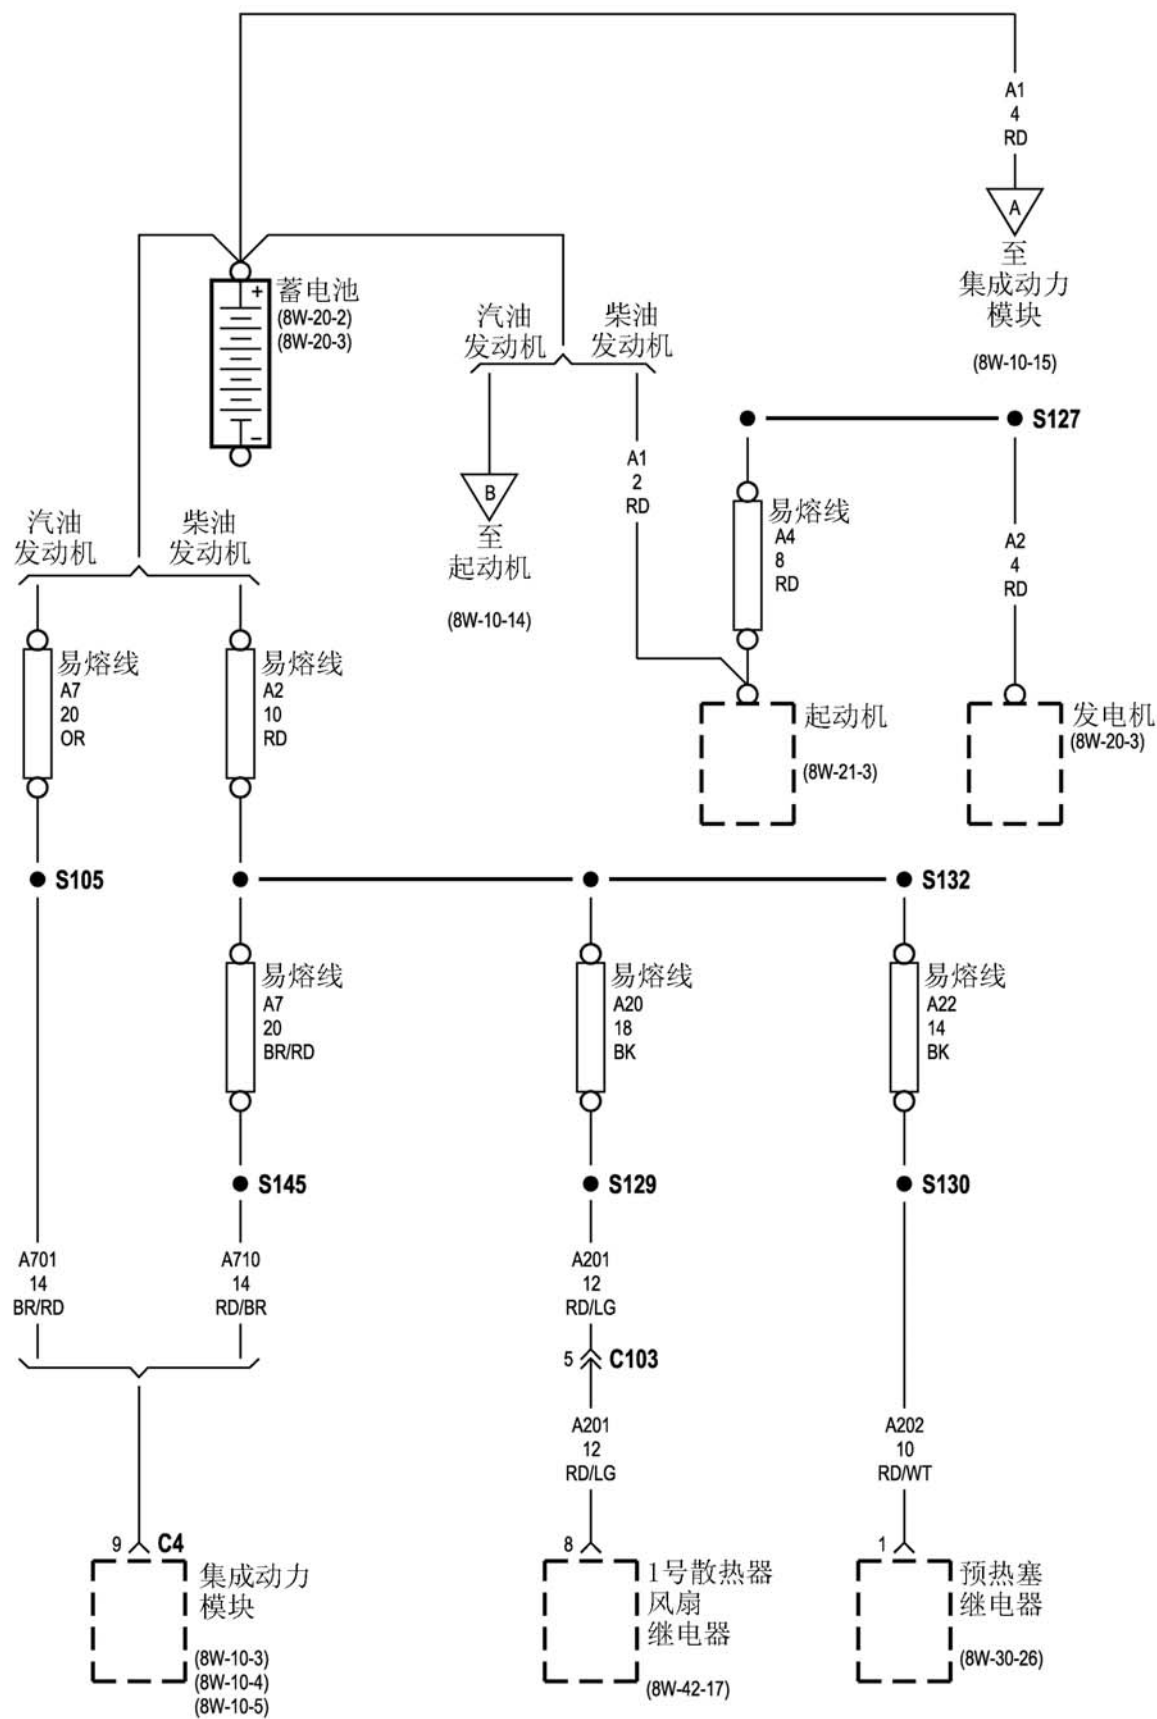 A1
4
RD
A
至
集成动力
模块
(8W-10-15)
+
蓄电池
(8W-20-2)
(8W-20-3)
−
汽油
发动机
柴油
发动机
B
至
起动机
(8W-10-14)
A1
2
RD
S127
易熔线
A4
8
RD
A2
4
RD
起动机
(8W-21-3)
发电机
(8W-20-3)
汽油
发动机
柴油
发动机
易熔线
A7
20
OR
易熔线
A2
10
RD
S105
S132
易熔线
A7
20
BR/RD
易熔线
A20
18
BK
易熔线
A22
14
BK
S145
S129
S130
A701
14
BR/RD
A710
14
RD/BR
A201
12
RD/LG
5
C103
A201
12
RD/LG
A202
10
RD/WT
9
C4
集成动力
模块
(8W-10-3)
(8W-10-4)
(8W-10-5)
8
1号散热器
风扇
继电器
(8W-42-17)
1
预热塞
继电器
(8W-30-26)